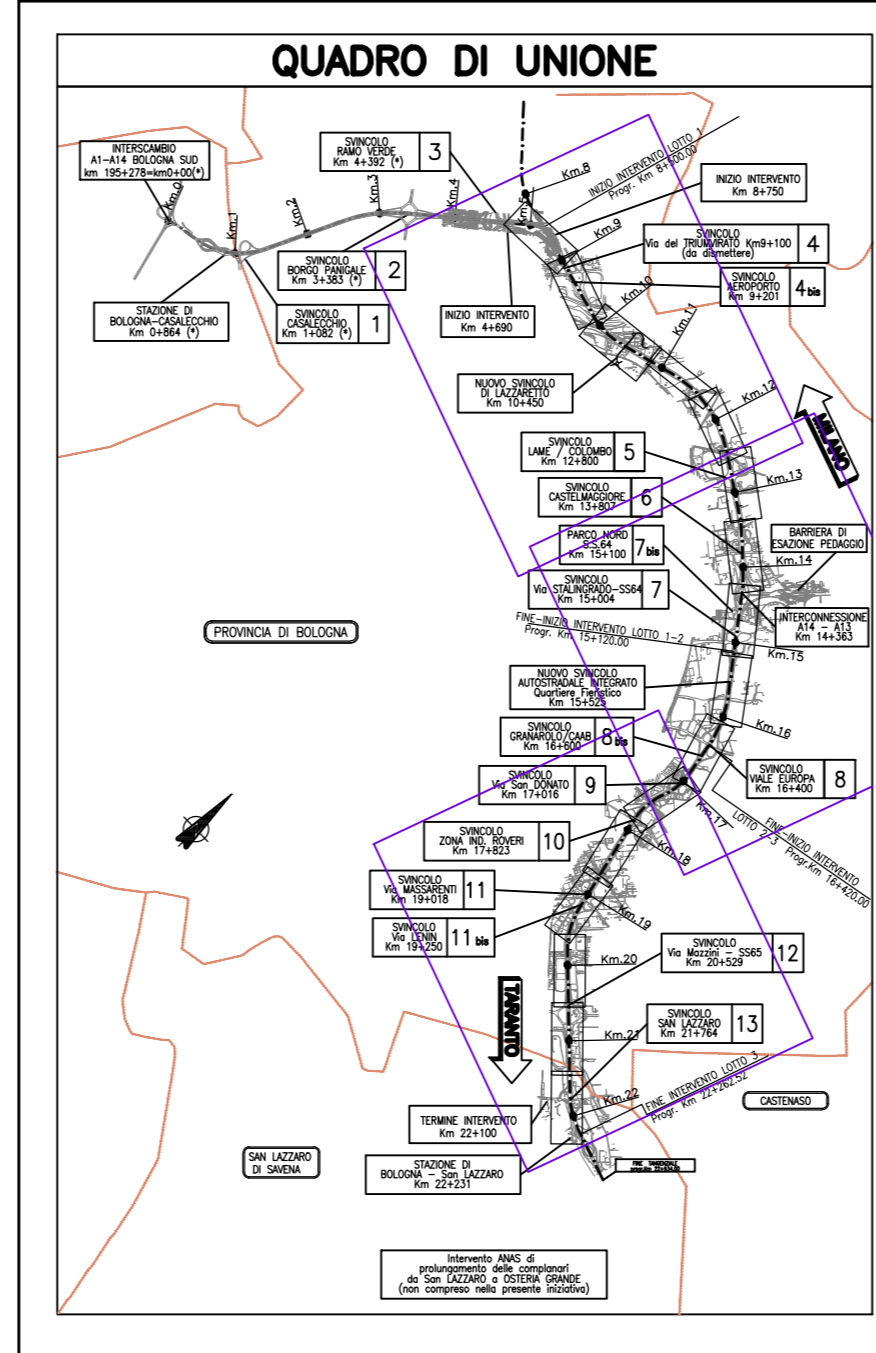 QUADRO DI UNIONE
INTERSCAMBIO
A1-A14 BOLOGNA SUD
km 195+278=km0+00(*)
SVINCOLO
RAMO VERDE
Km 4+392 (*)
3
INIZIO INTERVENTO LOTTO 1
Progr. Km 8+500.00
Km.0
Km.1
Km.2
Km.3
Km.4
Km.5
Km.8
INIZIO INTERVENTO
Km 8+750
Km.9
SVINCOLO
Via del TRIUMVIRATO Km9+100
(da dismettere)
4
SVINCOLO
BORGO PANIGALE
Km 3+383 (*)
2
SVINCOLO
AEROPORTO
Km 9+201
4 bis
STAZIONE DI
BOLOGNA-CASALECCHIO
Km 0+864 (*)
SVINCOLO
CASALECCHIO
Km 1+082 (*)
1
INIZIO INTERVENTO
Km 4+690
Km.10
Km.11
NUOVO SVINCOLO
DI LAZZARETTO
Km 10+450
Km.12
MILANO
SVINCOLO
LAME / COLOMBO
Km 12+800
5
Km.13
SVINCOLO
CASTELMAGGIORE
Km 13+807
6
PARCO NORD
S.S.64
Km 15+100
7 bis
BARRIERA DI
ESAZIONE PEDAGGIO
Km.14
SVINCOLO
Via STALINGRADO-SS64
Km 15+004
7
INTERCONNESSIONE
A14 - A13
Km 14+363
FINE-INIZIO INTERVENTO LOTTO 1-2
Progr. Km 15+120.00
Km.15
PROVINCIA DI BOLOGNA
NUOVO SVINCOLO
AUTOSTRADALE INTEGRATO
Quartiere Fieristico
Km 15+525
Km.16
SVINCOLO
GRANAROLO/CAAB
Km 16+600
8 bis
SVINCOLO
VIALE EUROPA
Km 16+400
8
SVINCOLO
Via San DONATO
Km 17+016
9
Km.17
FINE-INIZIO INTERVENTO
LOTTO 2-3 Progr.Km 16+420.00
SVINCOLO
ZONA IND. ROVERI
Km 17+823
10
Km.18
SVINCOLO
Via MASSARENTI
Km 19+018
11
Km.19
SVINCOLO
Via LENIN
Km 19+250
11 bis
Km.20
SVINCOLO
Via Mazzini - SS65
Km 20+529
12
TARANTO
SVINCOLO
SAN LAZZARO
Km 21+764
13
Km.21
Km.22
FINE INTERVENTO LOTTO 3
Progr. Km 22+262.52
CASTENASO
TERMINE INTERVENTO
Km 22+100
SAN LAZZARO
DI SAVENA
STAZIONE DI
BOLOGNA - San LAZZARO
Km 22+231
FINE TANGENZIALE
Intervento ANAS di
prolungamento delle complanari
da San LAZZARO a OSTERIA GRANDE
(non compreso nella presente iniziativa)